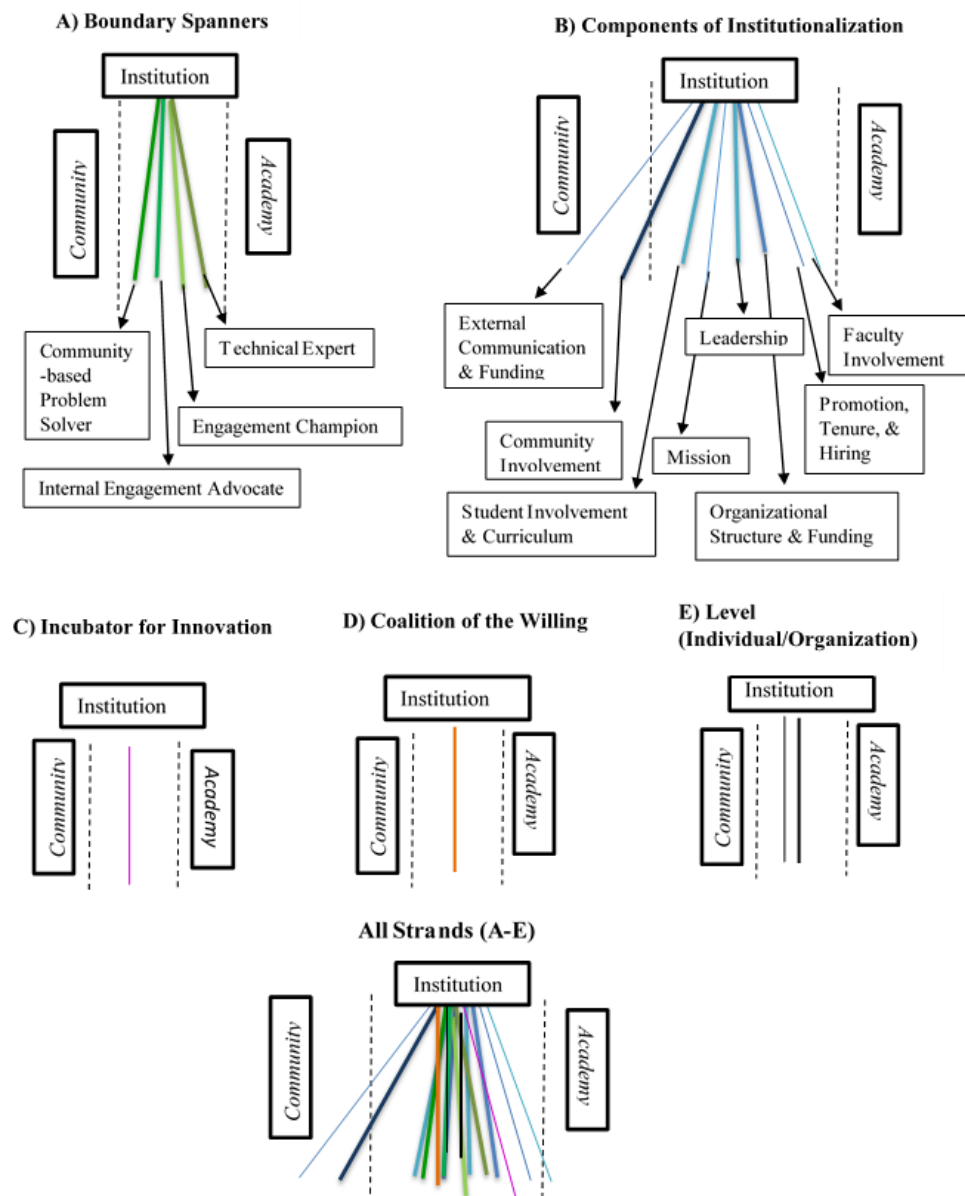 A) Boundary Spanners
Institution
Community
Academy
Community
-based
Problem
Solver
Technical Expert
Engagement Champion
Internal Engagement Advocate
B) Components of Institutionalization
Institution
Community
Academy
External
Communication
& Funding
Leadership
Faculty
Involvement
Community
Involvement
Mission
Promotion,
Tenure, &
Hiring
Student Involvement
& Curriculum
Organizational
Structure & Funding
C) Incubator for Innovation
Institution
Community
Academy
D) Coalition of the Willing
Institution
Community
Academy
E) Level
(Individual/Organization)
Institution
Community
Academy
All Strands (A-E)
Institution
Community
Academy